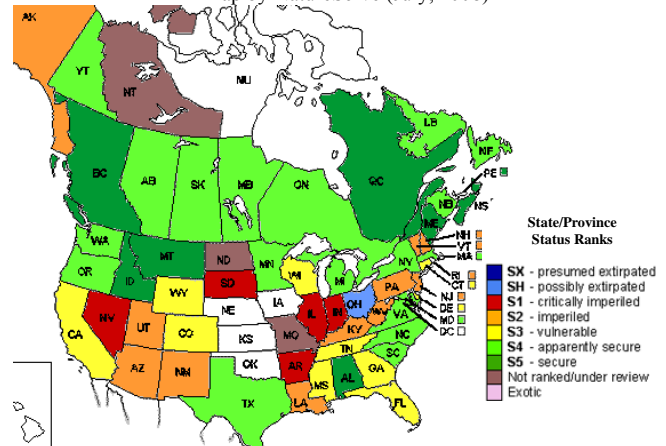 AK
YT
NT
NU
BC
AB
SK
MB
ON
QC
LB
NF
PE
NB
NS
ME
NH
VT
MA
RI
CT
NJ
DE
MD
DC
WA
OR
ID
MT
ND
MN
SD
WY
WI
MI
NY
PA
NE
IA
IL
IN
OH
WV
VA
CA
NV
UT
CO
KS
MO
KY
NC
TN
SC
AZ
NM
OK
AR
MS
AL
GA
TX
LA
FL
State/Province
Status Ranks
SX - presumed extirpated
SH - possibly extirpated
S1 - critically imperiled
S2 - imperiled
S3 - vulnerable
S4 - apparently secure
S5 - secure
Not ranked/under review
Exotic